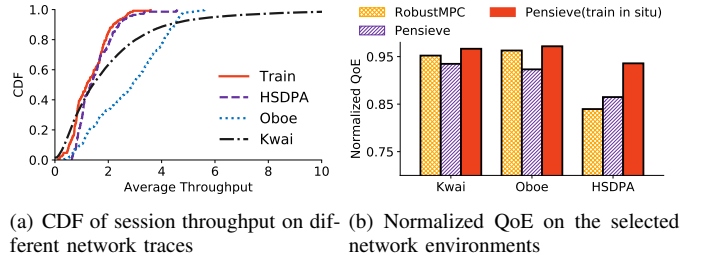 1.0
0.8
0.6
0.4
0.2
0.0
CDF
Train
HSDPA
Oboe
Kwai
0 2 4 6 8 10
Average Throughput
RobustMPC
Pensieve
Pensieve(train in situ)
0.95
0.85
0.75
Normalized QoE
Kwai Oboe HSDPA
(a) CDF of session throughput on dif-
ferent network traces
(b) Normalized QoE on the selected
network environments